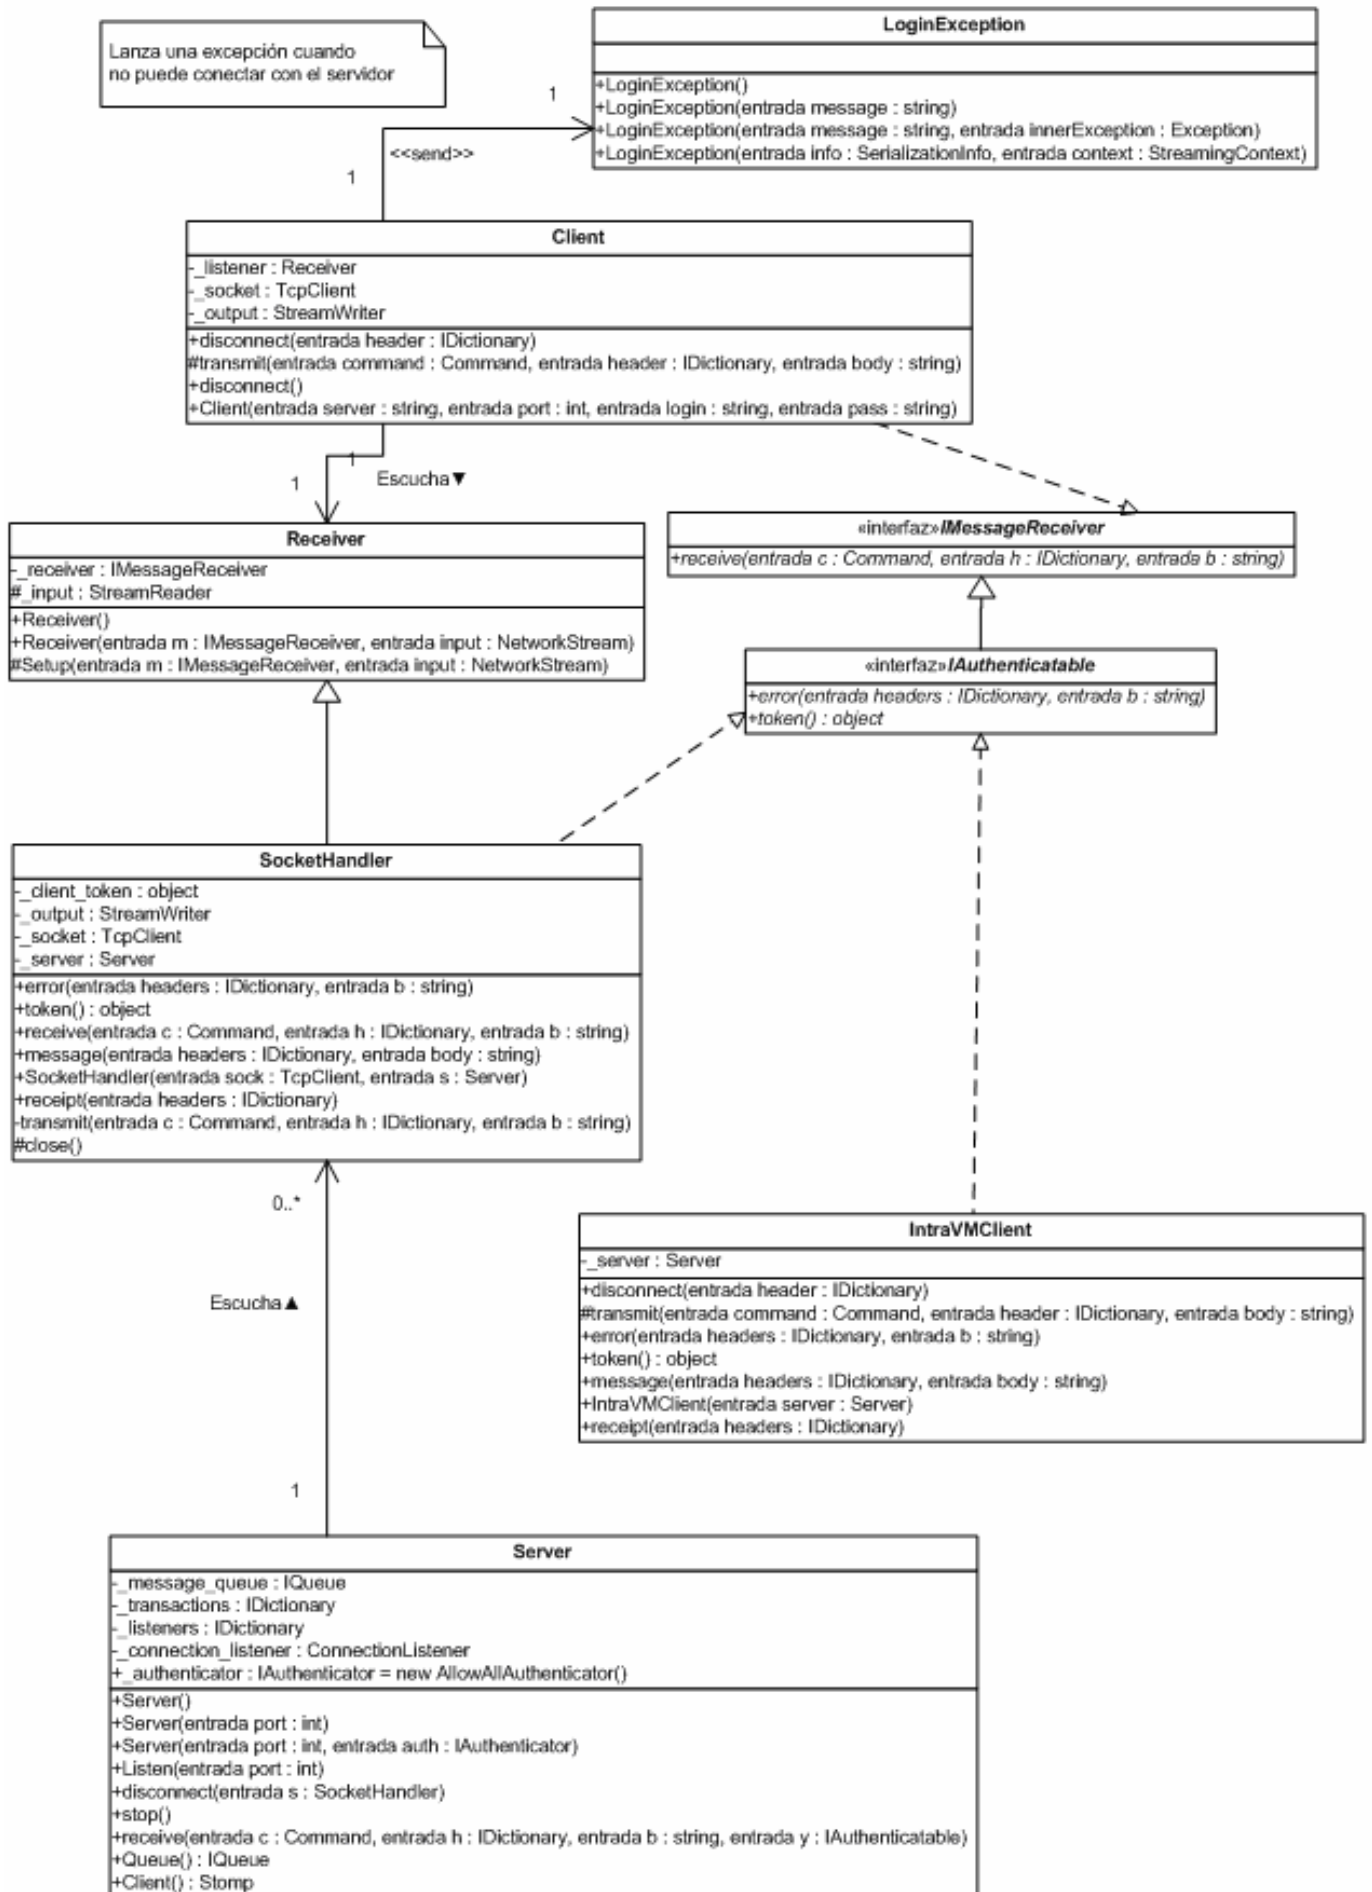 Lanza una excepción cuando
no puede conectar con el servidor
LoginException
+LoginException()
+LoginException(entrada message : string)
+LoginException(entrada message : string, entrada innerException : Exception)
+LoginException(entrada info : SerializationInfo, entrada context : StreamingContext)
1
<<send>>
1
Client
-_listener : Receiver
-_socket : TcpClient
-_output : StreamWriter
+disconnect(entrada header : IDictionary)
#transmit(entrada command : Command, entrada header : IDictionary, entrada body : string)
+disconnect()
+Client(entrada server : string, entrada port : int, entrada login : string, entrada pass : string)
1
1
Escucha▼
Receiver
-_receiver : IMessageReceiver
#_input : StreamReader
+Receiver()
+Receiver(entrada m : IMessageReceiver, entrada input : NetworkStream)
#Setup(entrada m : IMessageReceiver, entrada input : NetworkStream)
«interfaz»IMessageReceiver
+receive(entrada c : Command, entrada h : IDictionary, entrada b : string)
«interfaz»IAuthenticatable
+error(entrada headers : IDictionary, entrada b : string)
+token() : object
SocketHandler
-_client_token : object
-_output : StreamWriter
-_socket : TcpClient
-_server : Server
+error(entrada headers : IDictionary, entrada b : string)
+token() : object
+receive(entrada c : Command, entrada h : IDictionary, entrada b : string)
+message(entrada headers : IDictionary, entrada body : string)
+SocketHandler(entrada sock : TcpClient, entrada s : Server)
+receipt(entrada headers : IDictionary)
-transmit(entrada c : Command, entrada h : IDictionary, entrada b : string)
#close()
0..*
Escucha▲
1
IntraVMClient
-_server : Server
+disconnect(entrada header : IDictionary)
#transmit(entrada command : Command, entrada header : IDictionary, entrada body : string)
+error(entrada headers : IDictionary, entrada b : string)
+token() : object
+message(entrada headers : IDictionary, entrada body : string)
+IntraVMClient(entrada server : Server)
+receipt(entrada headers : IDictionary)
Server
-_message_queue : IQueue
-_transactions : IDictionary
-_listeners : IDictionary
-_connection_listener : ConnectionListener
+_authenticator : IAuthenticator = new AllowAllAuthenticator()
+Server()
+Server(entrada port : int)
+Server(entrada port : int, entrada auth : IAuthenticator)
+Listen(entrada port : int)
+disconnect(entrada s : SocketHandler)
+stop()
+receive(entrada c : Command, entrada h : IDictionary, entrada b : string, entrada y : IAuthenticatable)
+Queue() : IQueue
+Client() : Stomp